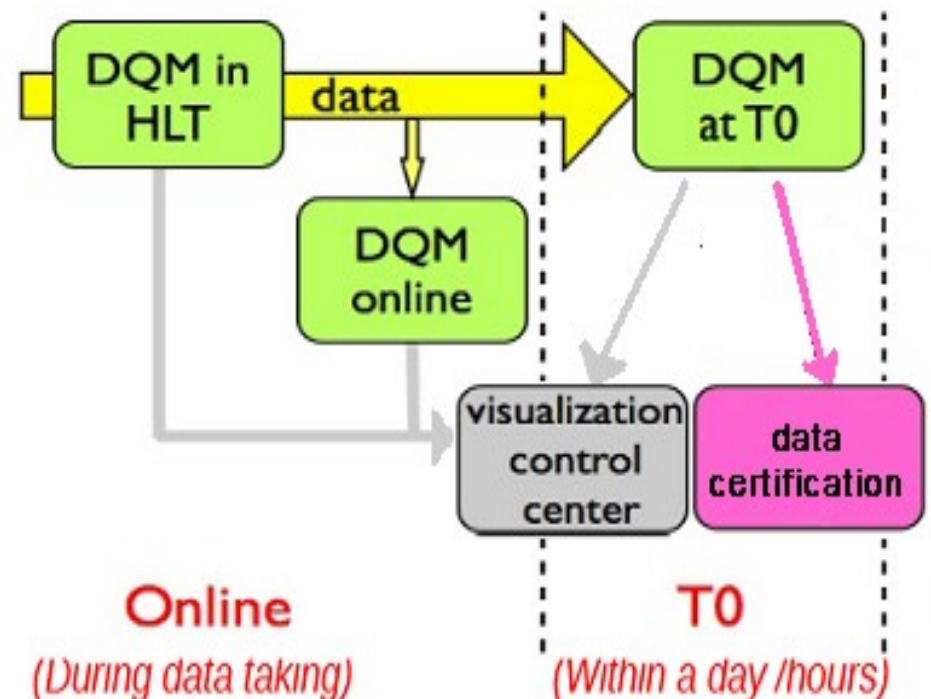 DQM in
HLT
data
DQM
at T0
DQM
online
visualization
control
center
data
certification
Online
(During data taking)
T0
(Within a day /hours)